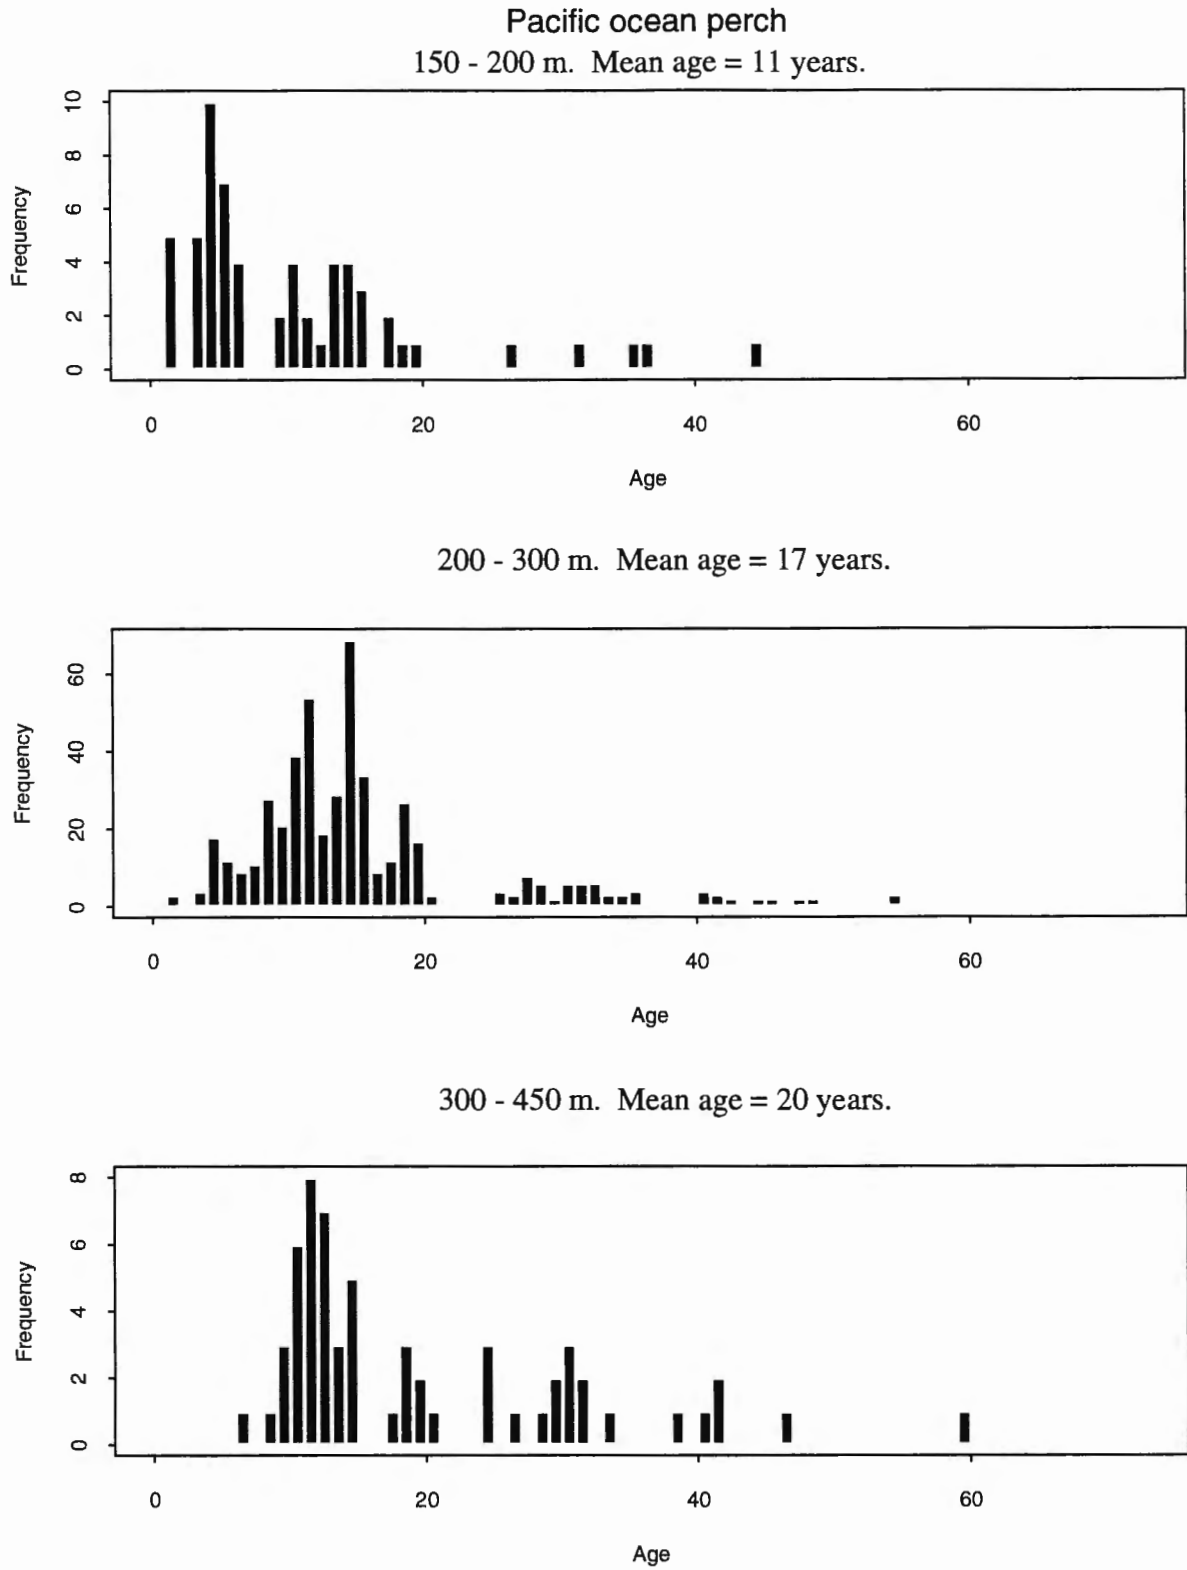 Pacific ocean perch
150 - 200 m. Mean age = 11 years.
10
8
6
4
2
0
Frequency
0 20 40 60
Age
200 - 300 m. Mean age = 17 years.
60
40
20
0
Frequency
0 20 40 60
Age
300 - 450 m. Mean age = 20 years.
8
6
4
2
0
Frequency
0 20 40 60
Age